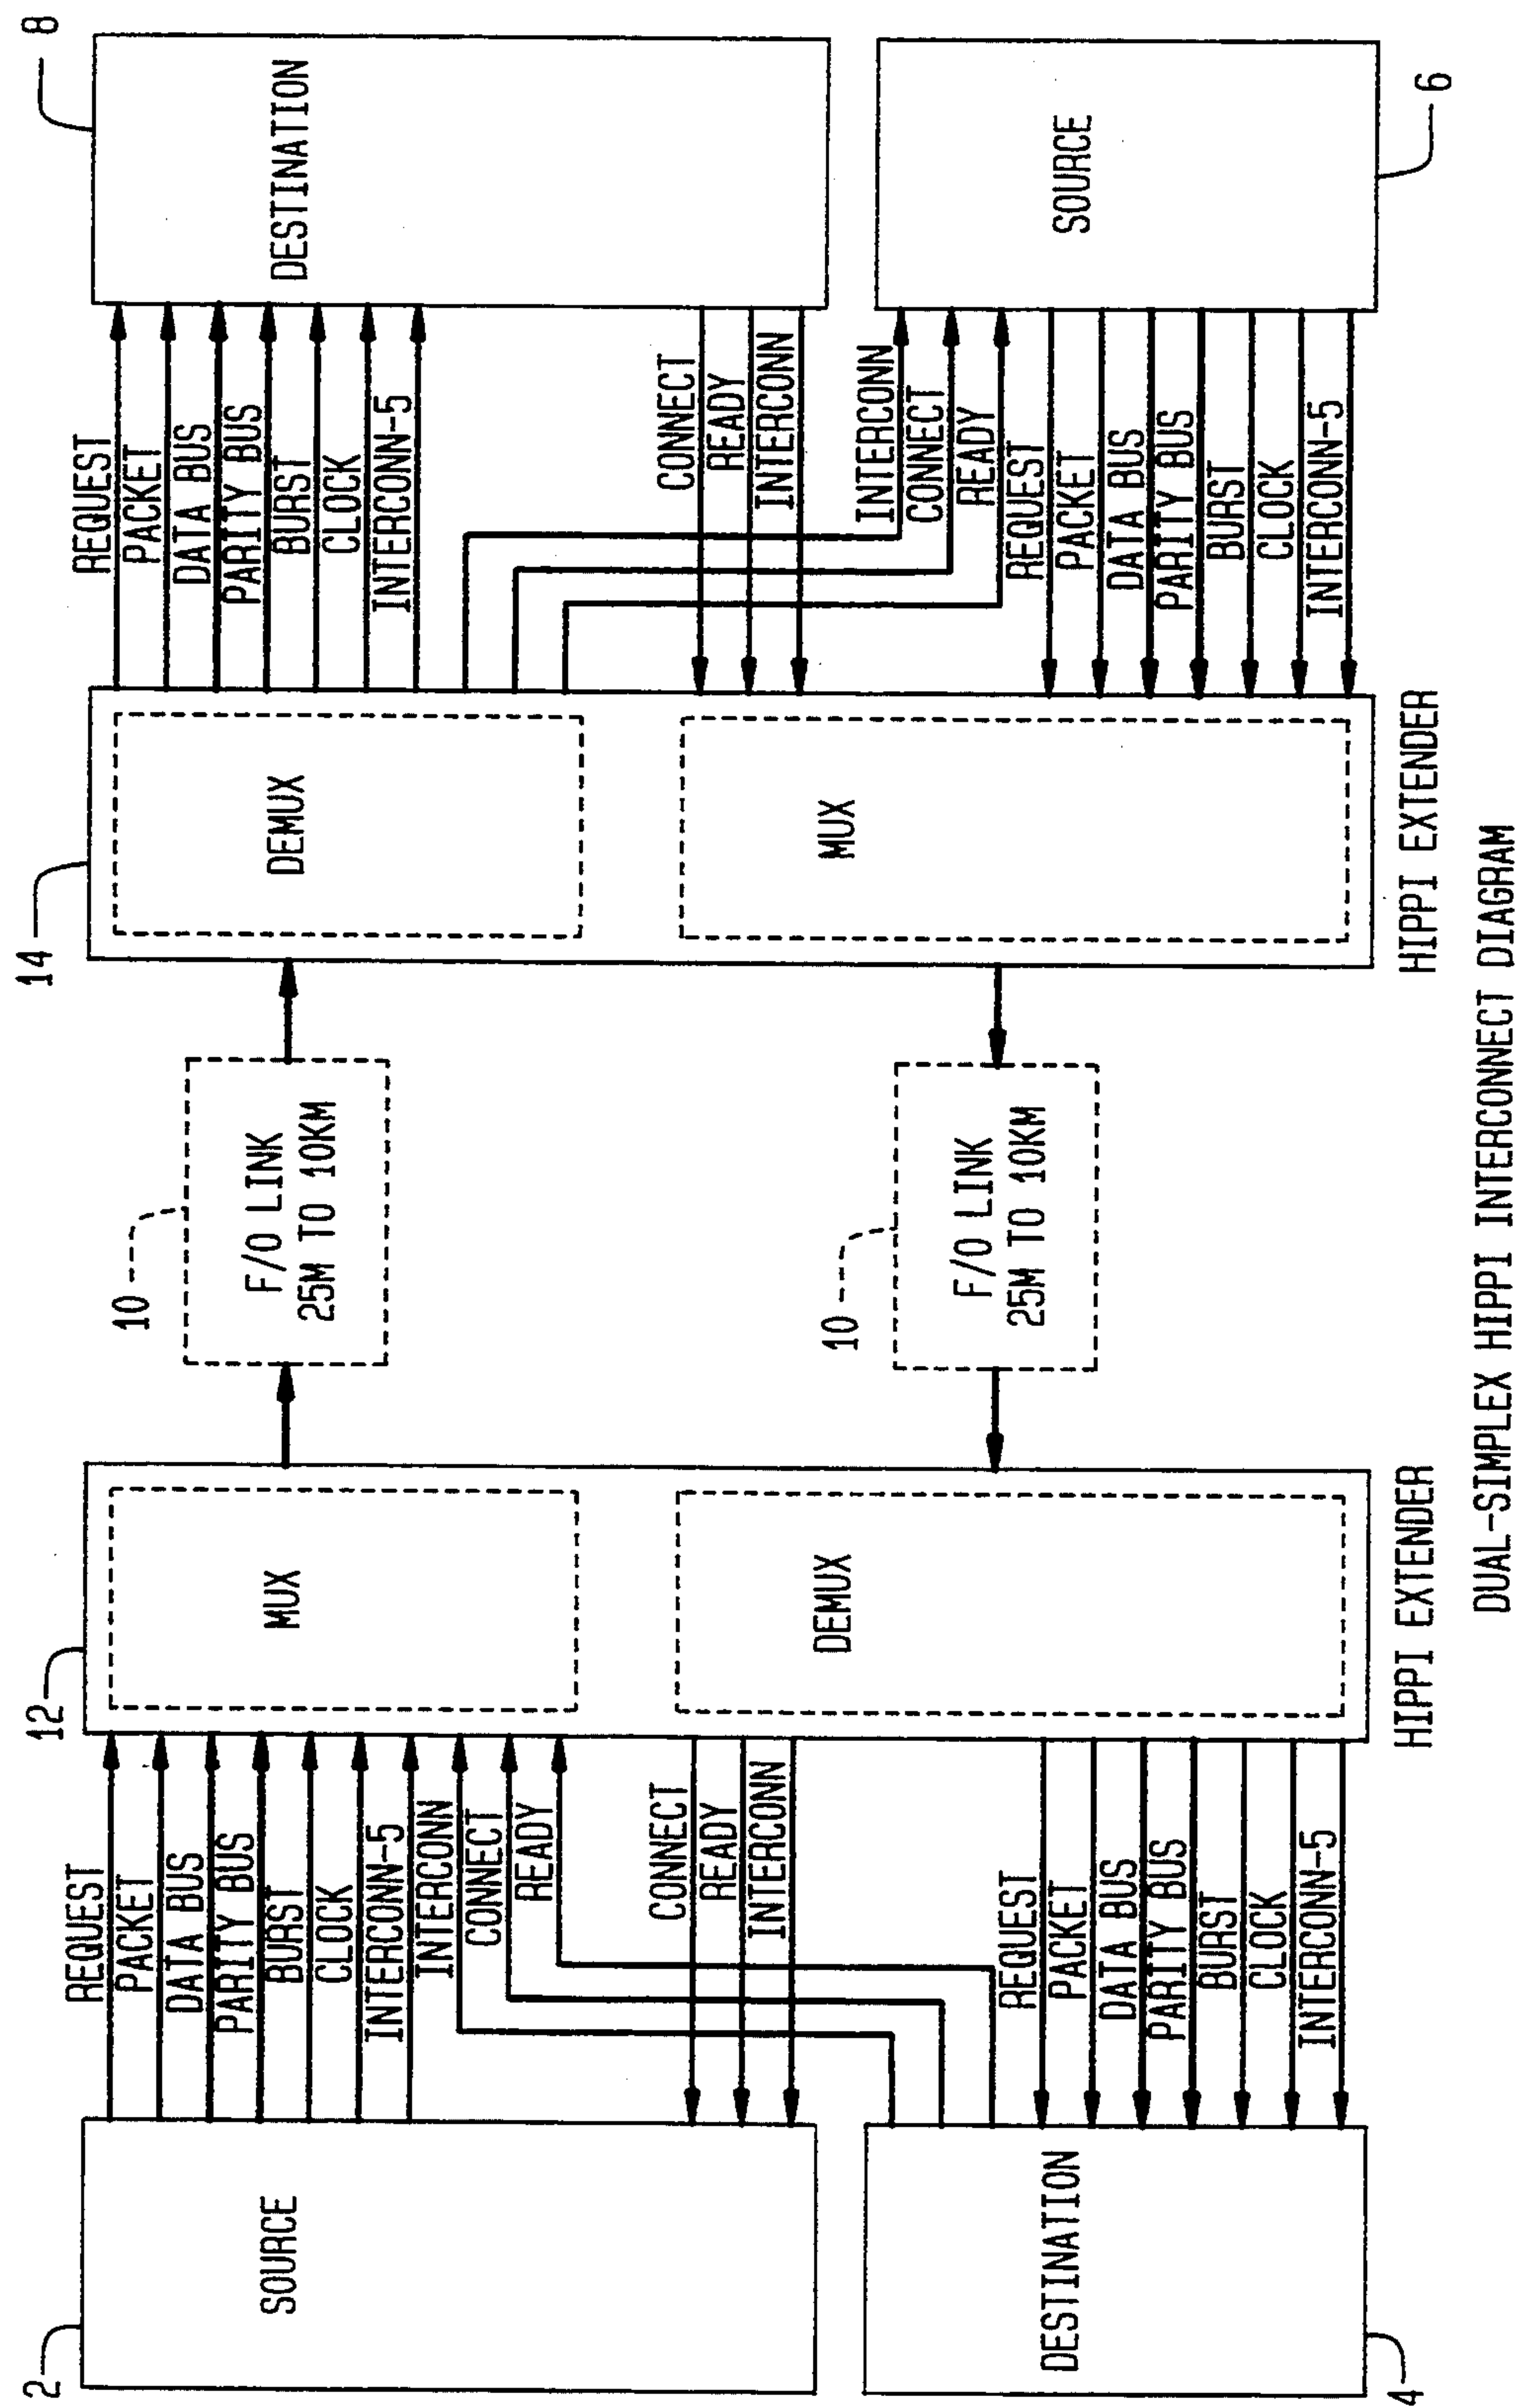 2
SOURCE
4
DESTINATION
REQUEST
PACKET
DATA BUS
PARITY BUS
BURST
CLOCK
INTERCONN-5
INTERCONN
CONNECT
READY
CONNECT
READY
INTERCONN
REQUEST
PACKET
DATA BUS
PARITY BUS
BURST
CLOCK
INTERCONN-5
12
MUX
DEMUX
HIPPI EXTENDER
10
F/O LINK
25M TO 10KM
10
F/O LINK
25M TO 10KM
14
DEMUX
MUX
HIPPI EXTENDER
REQUEST
PACKET
DATA BUS
PARITY BUS
BURST
CLOCK
INTERCONN-5
CONNECT
READY
INTERCONN
INTERCONN
CONNECT
READY
REQUEST
PACKET
DATA BUS
PARITY BUS
BURST
CLOCK
INTERCONN-5
8
DESTINATION
SOURCE
6
DUAL-SIMPLEX HIPPI INTERCONNECT DIAGRAM